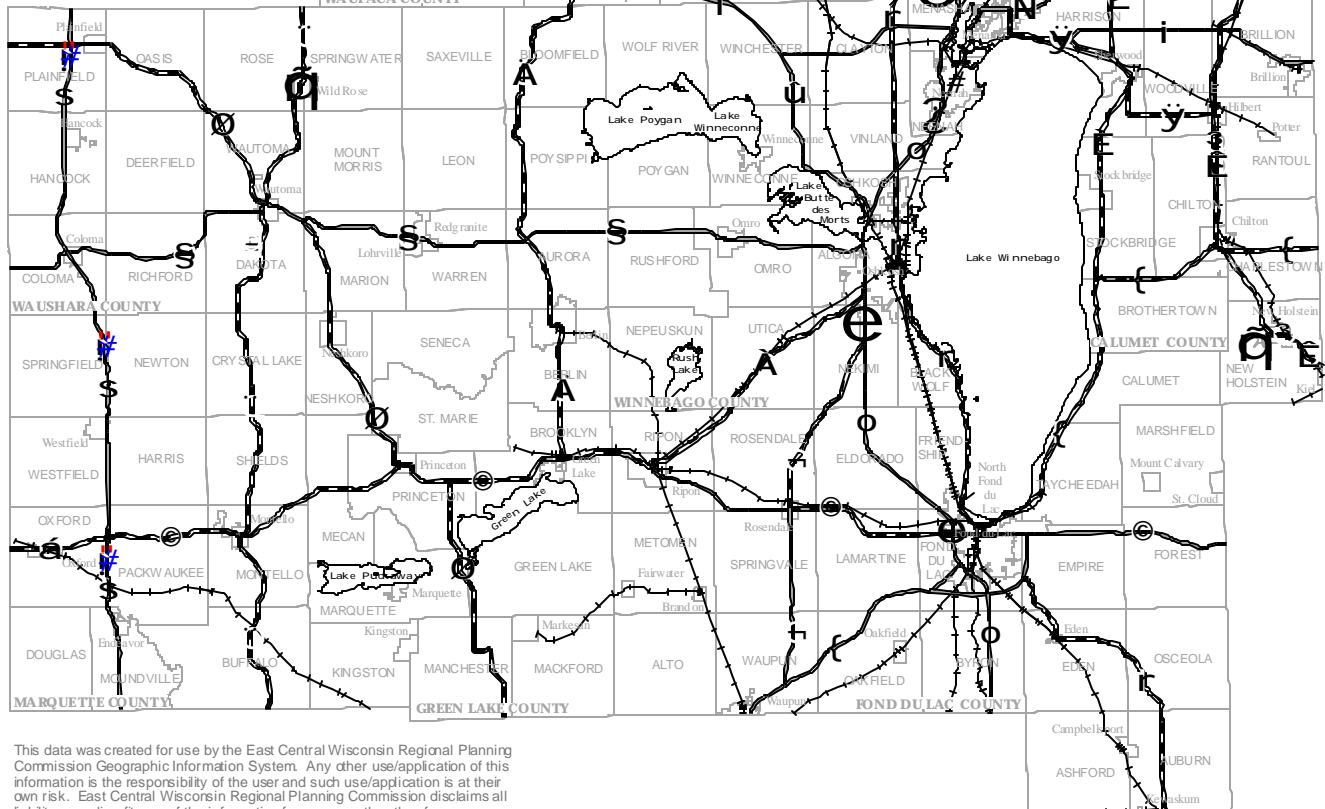 WAUPACA COUNTY
MENASHA
HARRISON
Plainfield
OASIS
ROSE
SPRINGWATER
SAXEVILLE
BLOOMFIELD
WOLF RIVER
WINCHESTER
CLAYTON
Sherwood
BRILLION
PLAINFIELD
Wild Rose
Neenah
WOODVILLE
Brillion
Hancock
Lake Poygan
Lake
Winneconne
NEENAH
Hilbert
Potter
WAUTOMA
MOUNT
MORRIS
LEON
POYSIPPI
POYGAN
Winneconne
VINLAND
DEERFIELD
RANTOUL
HANCOCK
Wautoma
WINNECONNE
OSHKOSH
Stockbridge
Lake
Butte
des
Morts
CHILTON
Coloma
Redgranite
Omro
Chilton
Lohrville
STOCKBRIDGE
COLOMA
RICHFORD
DAKOTA
MARION
WARREN
AURORA
RUSHFORD
OMRO
ALGOMA
Lake Winnebago
CHARLESTOWN
WAUSHARA COUNTY
BROTHERTOWN
New Holstein
SPRINGFIELD
NEWTON
CRYSTAL LAKE
Neshkoro
SENECA
Berlin
NEPEUSKUN
UTICA
CALUMET COUNTY
Rush
Lake
NEKIMI
BLACK
WOLF
BERLIN
CALUMET
NEW
HOLSTEIN
Kiel
NESHKORO
WINNEBAGO COUNTY
ST. MARIE
Westfield
BROOKLYN
RIPON
ROSENDALE
FRIEND
SHIP
MARSHFIELD
HARRIS
SHIELDS
Princeton
Green
Lake
ELDORADO
North
Fond
du
Lac
Mount Calvary
WESTFIELD
PRINCETON
Ripon
TAYCHEEDAH
St. Cloud
OXFORD
Montello
Green Lake
Rosendale
Fond du Lac
MECAN
METOMEN
FOREST
Oxford
PACKWAUKEE
MONTELLO
Lake Puckaway
GREEN LAKE
SPRINGVALE
LAMARTINE
FOND
DU
LAC
EMPIRE
Fairwater
Marquette
Brandon
MARQUETTE
Endeavor
Kingston
Markesan
Oakfield
Eden
DOUGLAS
BUFFALO
MOUNDVILLE
KINGSTON
MANCHESTER
MACKFORD
ALTO
WAUPUN
OAKFIELD
BYRON
EDEN
OSCEOLA
MARQUETTE COUNTY
GREEN LAKE COUNTY
Waupun
FOND DU LAC COUNTY
Campbellsport
AUBURN
ASHFORD
Kewaskum
This data was created for use by the East Central Wisconsin Regional Planning
Commission Geographic Information System. Any other use/application of this
information is the responsibility of the user and such use/application is at their
own risk. East Central Wisconsin Regional Planning Commission disclaims all